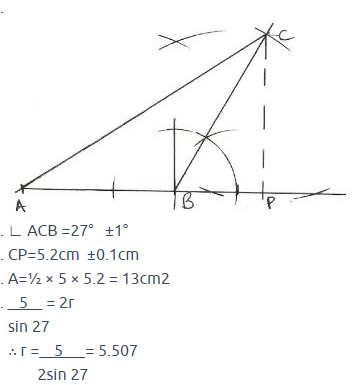 .
C
A
B
P
. ∟ ACB =27° ±1°
. CP=5.2cm ±0.1cm
. A=½ × 5 × 5.2 = 13cm2
. 5 = 2r
sin 27
∴ r = 5 = 5.507
2sin 27